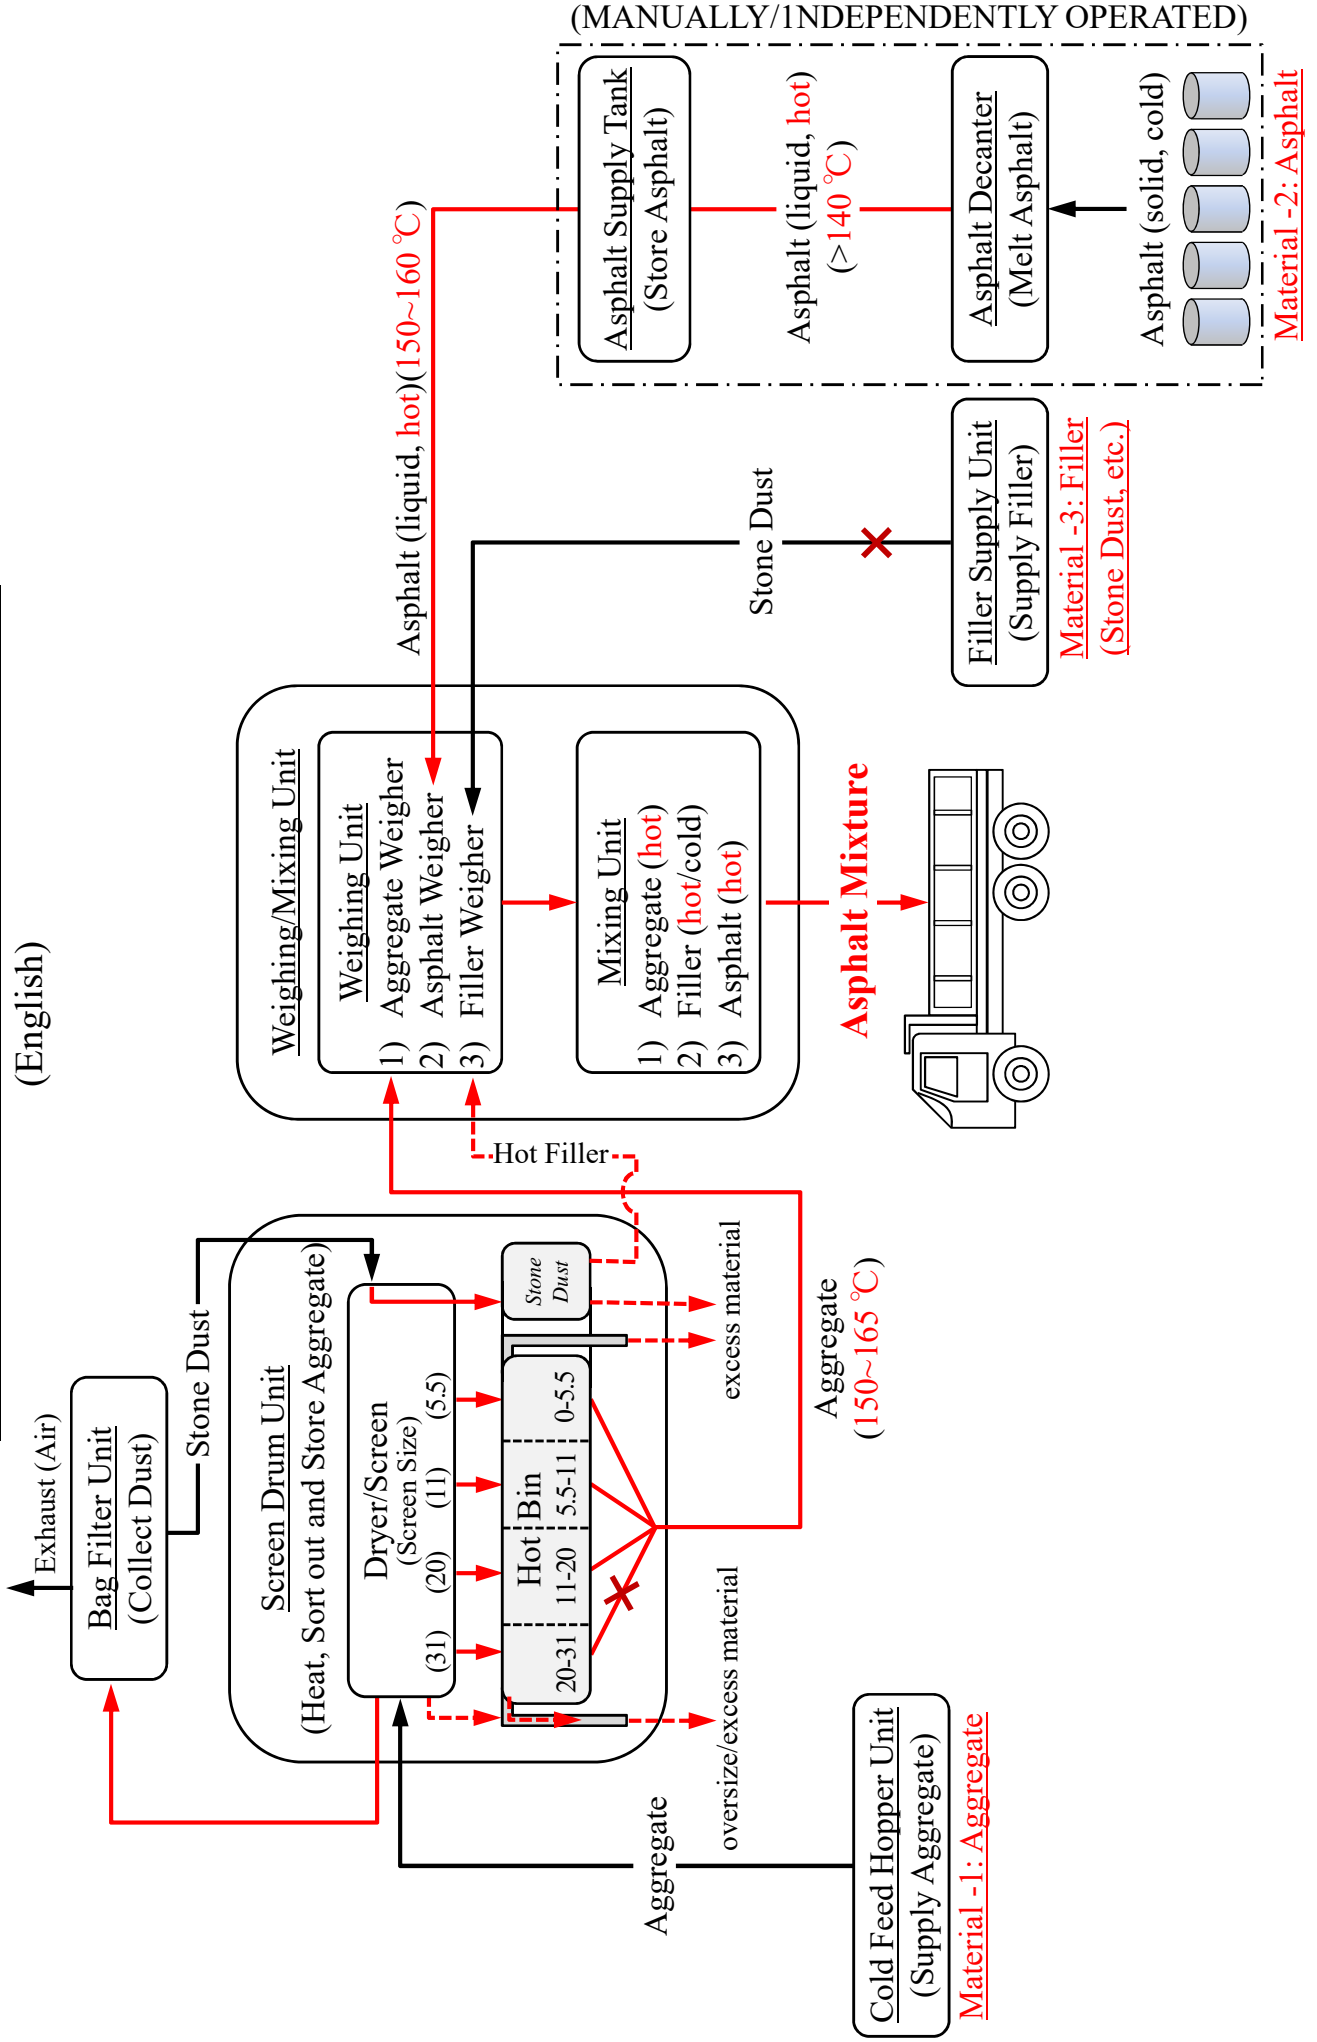 (English)
Exhaust (Air)
Bag Filter Unit
(Collect Dust)
Stone Dust
Screen Drum Unit
(Heat, Sort out and Store Aggregate)
Dryer/Screen
(Screen Size)
(31)
(20)
(11)
(5.5)
Hot Bin
20-31
11-20
5.5-11
0-5.5
Stone
Dust
oversize/excess material
excess material
Hot Filler
Aggregate
Cold Feed Hopper Unit
(Supply Aggregate)
Material -1: Aggregate
Aggregate
(150~165 ℃)
Weighing/Mixing Unit
Weighing Unit
1) Aggregate Weigher
2) Asphalt Weigher
3) Filler Weigher
Mixing Unit
1) Aggregate (hot)
2) Filler (hot/cold)
3) Asphalt (hot)
Asphalt Mixture
Asphalt (liquid, hot)(150~160 ℃)
Stone Dust
Filler Supply Unit
(Supply Filler)
Material -3: Filler
(Stone Dust, etc.)
(MANUALLY/1NDEPENDENTLY OPERATED)
Asphalt Supply Tank
(Store Asphalt)
Asphalt (liquid, hot)
(>140 ℃)
Asphalt Decanter
(Melt Asphalt)
Asphalt (solid, cold)
Material -2: Asphalt